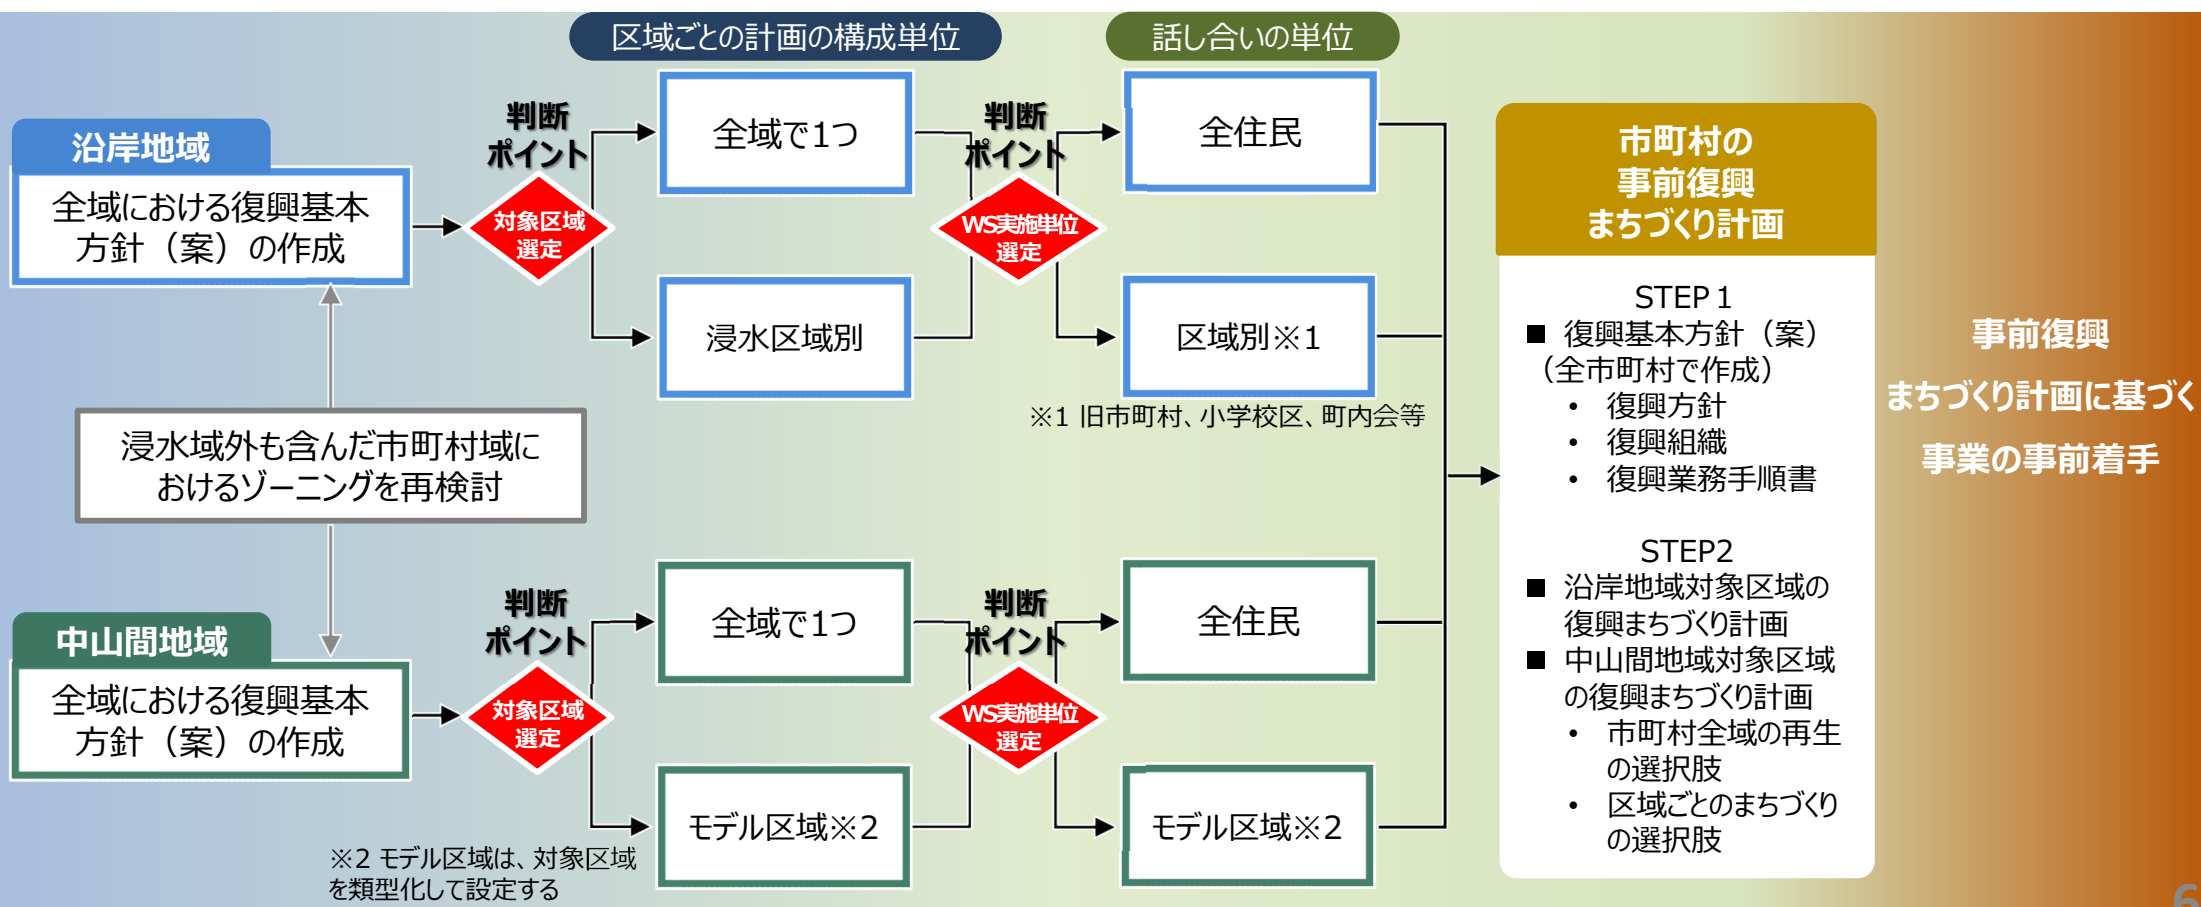 区域ごとの計画の構成単位
話し合いの単位
沿岸地域
全域における復興基本
方針（案）の作成
判断
ポイント
対象区域
選定
全域で1つ
浸水区域別
判断
ポイント
WS実施単位
選定
全住民
区域別※1
※1 旧市町村、小学校区、町内会等
浸水域外も含んだ市町村域に
おけるゾーニングを再検討
中山間地域
全域における復興基本
方針（案）の作成
判断
ポイント
対象区域
選定
全域で1つ
モデル区域※2
※2 モデル区域は、対象区域
を類型化して設定する
判断
ポイント
WS実施単位
選定
全住民
モデル区域※2
市町村の
事前復興
まちづくり計画
STEP１
■ 復興基本方針（案）
（全市町村で作成）
• 復興方針
• 復興組織
• 復興業務手順書
STEP2
■ 沿岸地域対象区域の
復興まちづくり計画
■ 中山間地域対象区域
の復興まちづくり計画
• 市町村全域の再生
の選択肢
• 区域ごとのまちづくり
の選択肢
事前復興
まちづくり計画に基づく
事業の事前着手
6